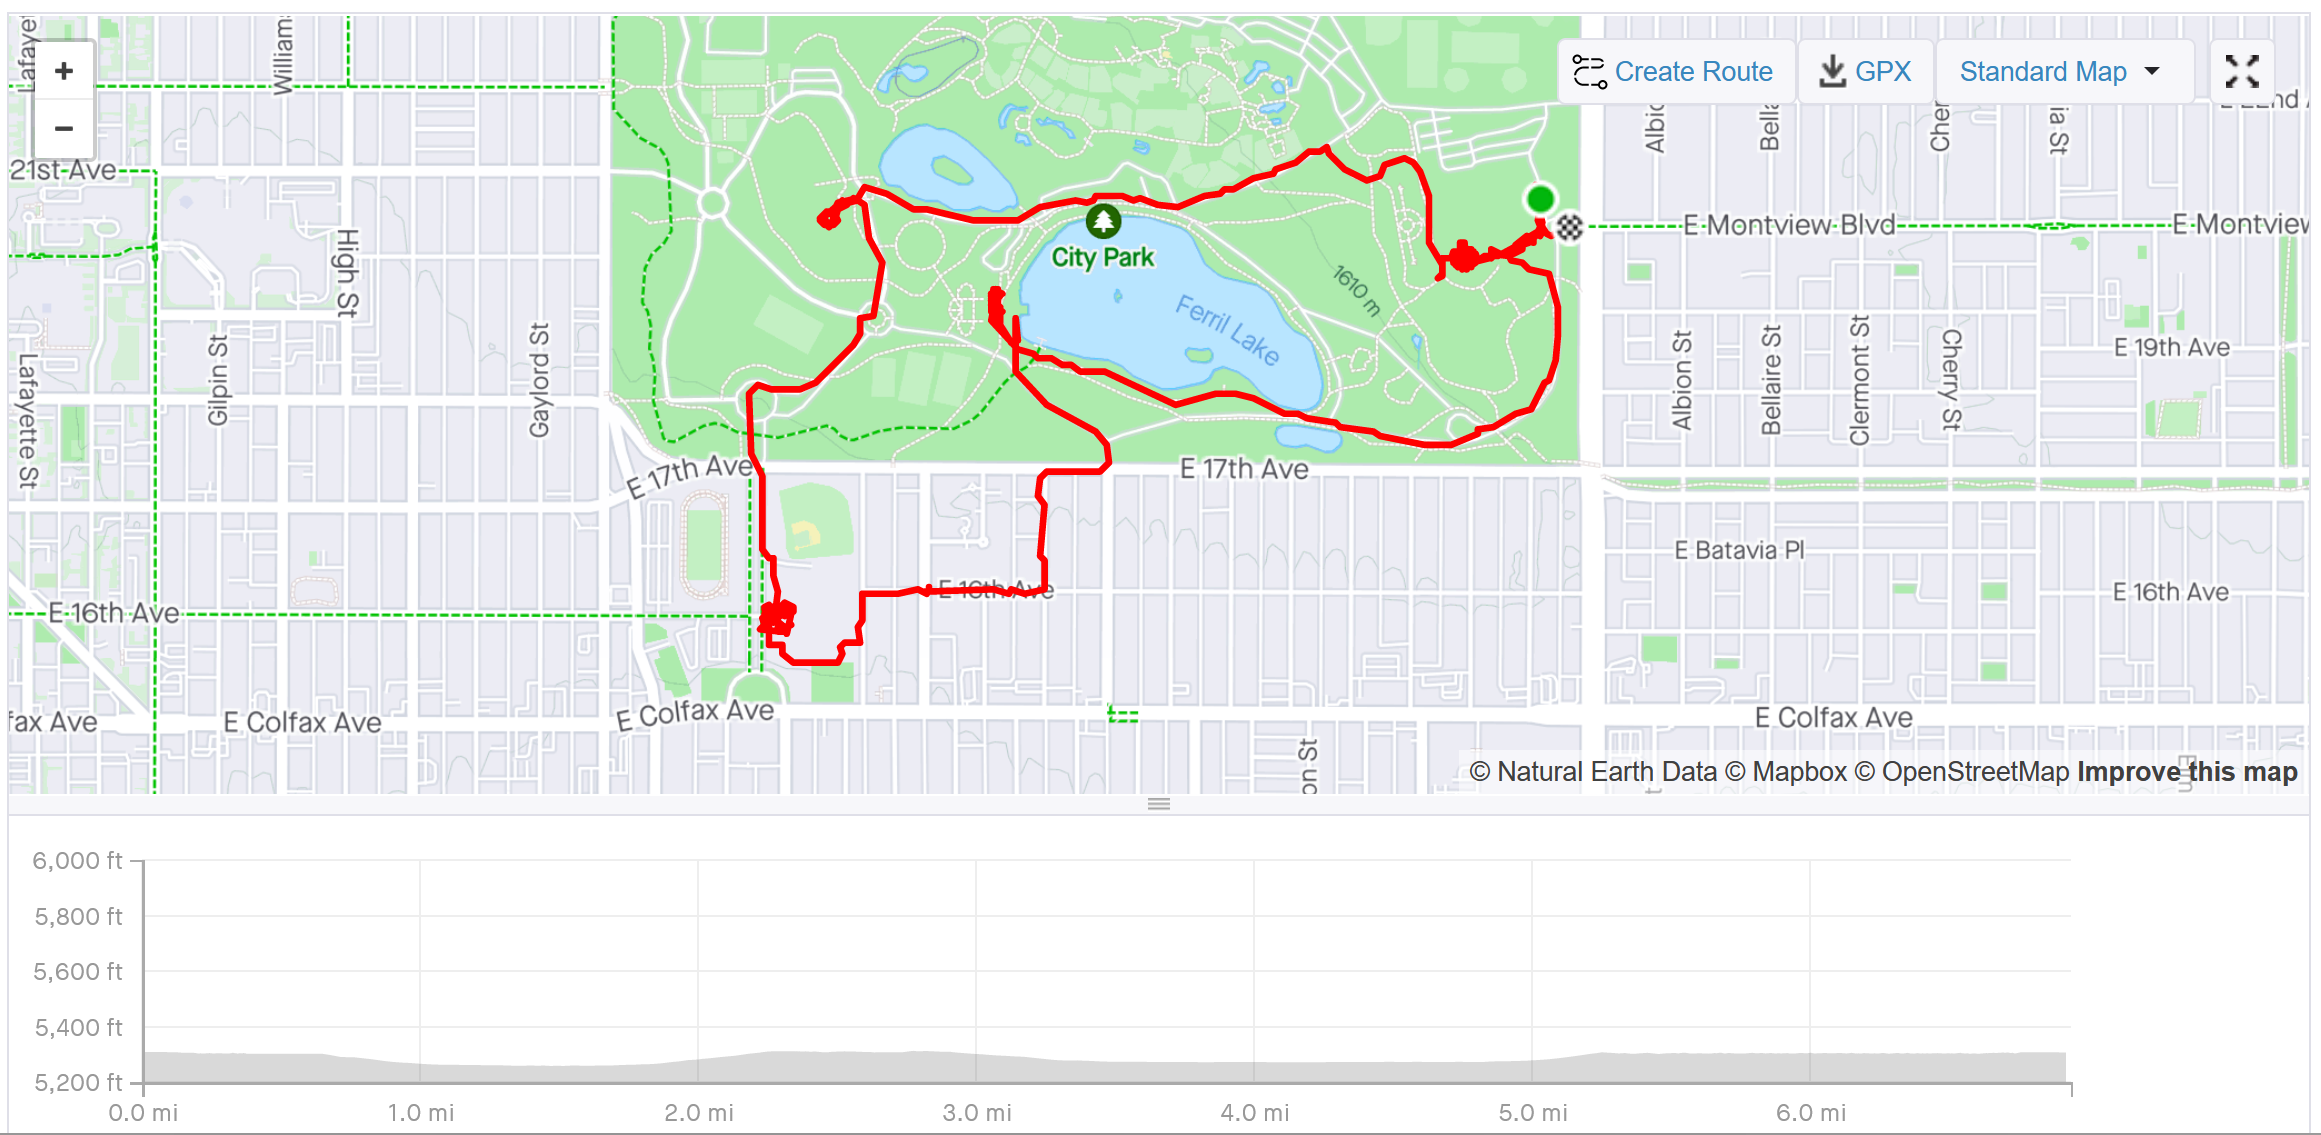 Lafayet
William
+
−
Create Route
GPX
Standard Map
Albio
Bella
Cher
ia St
E 22nd A
21st Ave
High St
City Park
Ferril Lake
1610 m
E Montview Blvd
E Montview
Lafayette St
Gilpin St
Gaylord St
Albion St
Bellaire St
Clermont St
Cherry St
E 19th Ave
E 17th Ave
E 17th Ave
E Batavia Pl
E 16th Ave
E 16th Ave
E 16th Ave
fax Ave
E Colfax Ave
E Colfax Ave
E Colfax Ave
on St
© Natural Earth Data © Mapbox © OpenStreetMap Improve this map
6,000 ft
5,800 ft
5,600 ft
5,400 ft
5,200 ft
0.0 mi
1.0 mi
2.0 mi
3.0 mi
4.0 mi
5.0 mi
6.0 mi